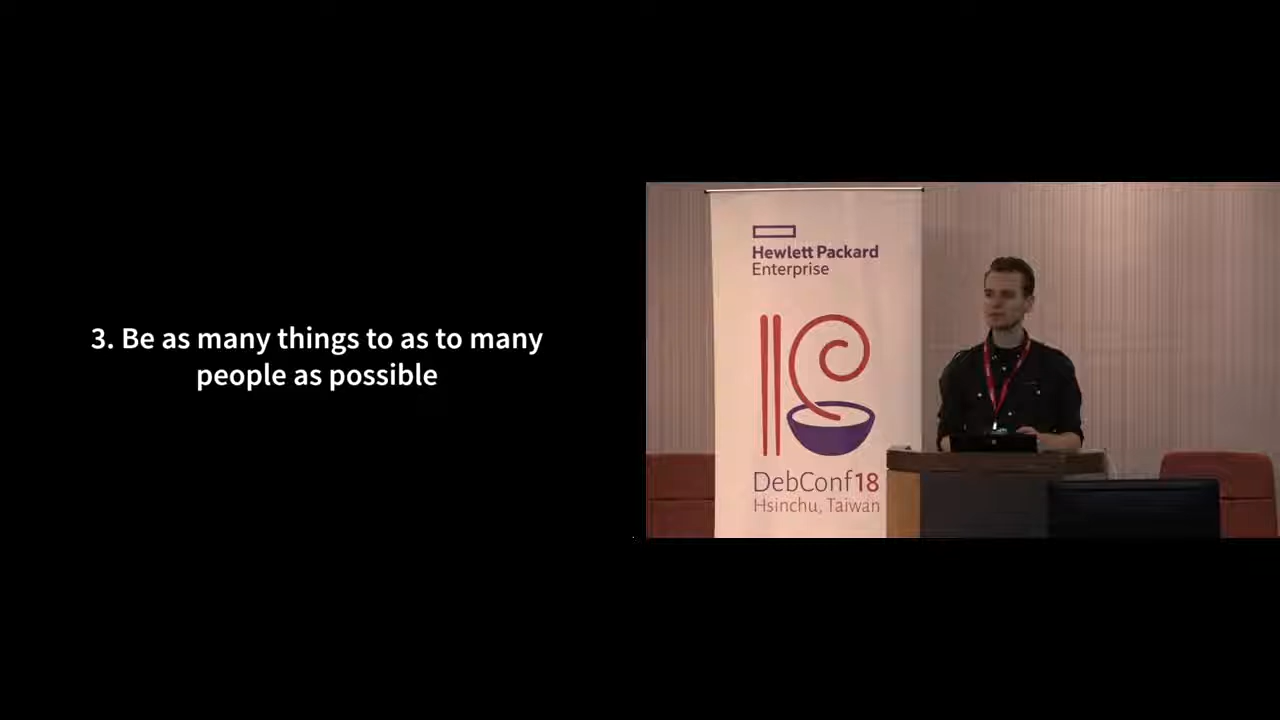 3. Be as many things to as to many
people as possible
Hewlett Packard
Enterprise
DebConf18
Hsinchu, Taiwan